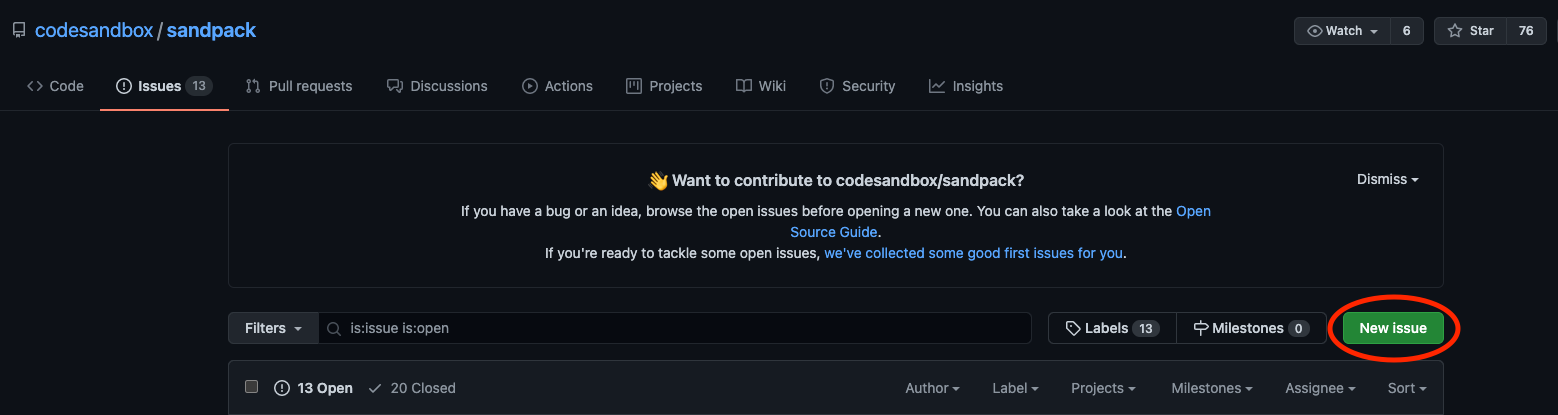 codesandbox / sandpack
Watch 6 Star 76
Code Issues 13 Pull requests Discussions Actions Projects Wiki Security Insights
👋 Want to contribute to codesandbox/sandpack?
Dismiss
If you have a bug or an idea, browse the open issues before opening a new one. You can also take a look at the Open
Source Guide.
If you're ready to tackle some open issues, we've collected some good first issues for you.
Filters is:issue is:open Labels 13 Milestones 0 New issue
13 Open 20 Closed Author Label Projects Milestones Assignee Sort